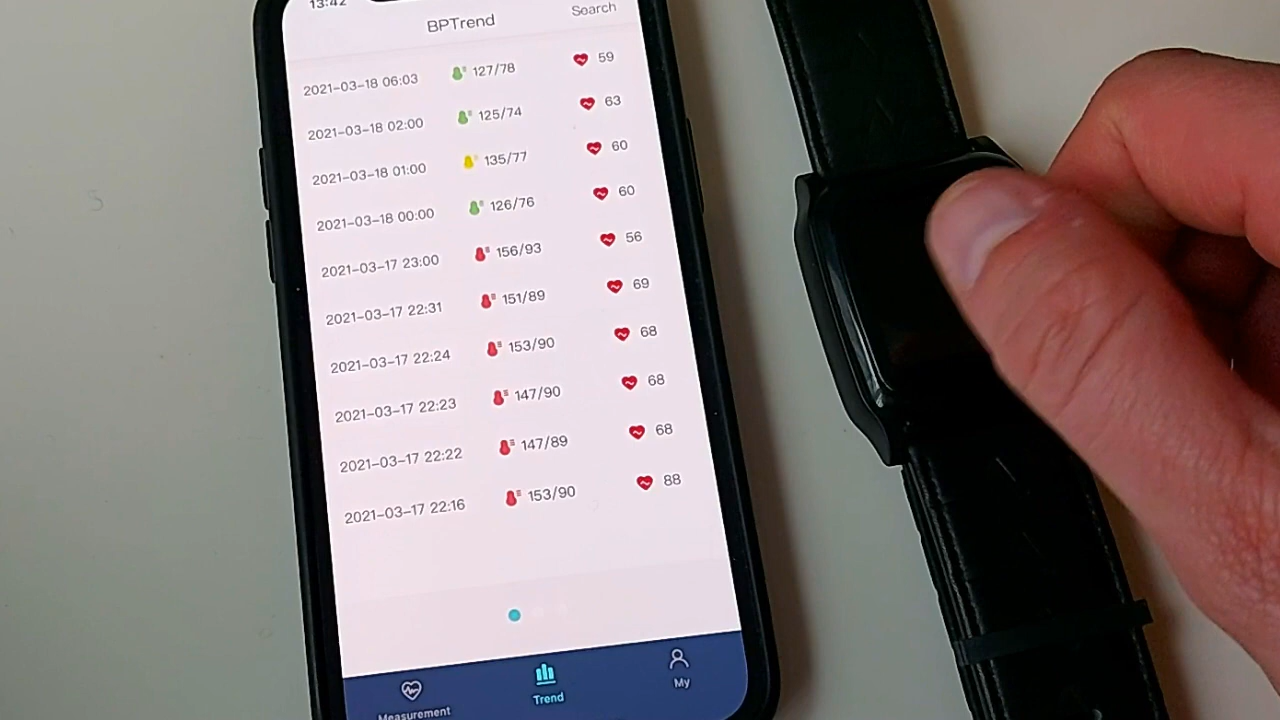 13:42
BPTrend Search
2021-03-18 06:03 127/78 59
2021-03-18 02:00 125/74 63
2021-03-18 01:00 135/77 60
2021-03-18 00:00 126/76 60
2021-03-17 23:00 156/93 56
2021-03-17 22:31 151/89 69
2021-03-17 22:24 153/90 68
2021-03-17 22:23 147/90 68
2021-03-17 22:22 147/89 68
2021-03-17 22:16 153/90 88
Measurement Trend My